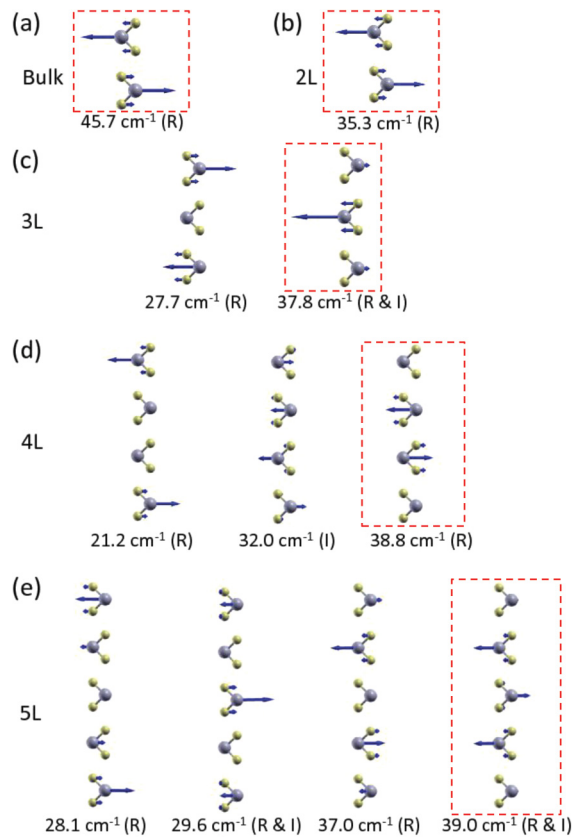 (a) (b)
Bulk 2L
45.7 cm⁻¹ (R) 35.3 cm⁻¹ (R)
(c)
3L
27.7 cm⁻¹ (R) 37.8 cm⁻¹ (R & I)
(d)
4L
21.2 cm⁻¹ (R) 32.0 cm⁻¹ (I) 38.8 cm⁻¹ (R)
(e)
5L
28.1 cm⁻¹ (R) 29.6 cm⁻¹ (R & I) 37.0 cm⁻¹ (R) 39.0 cm⁻¹ (R & I)